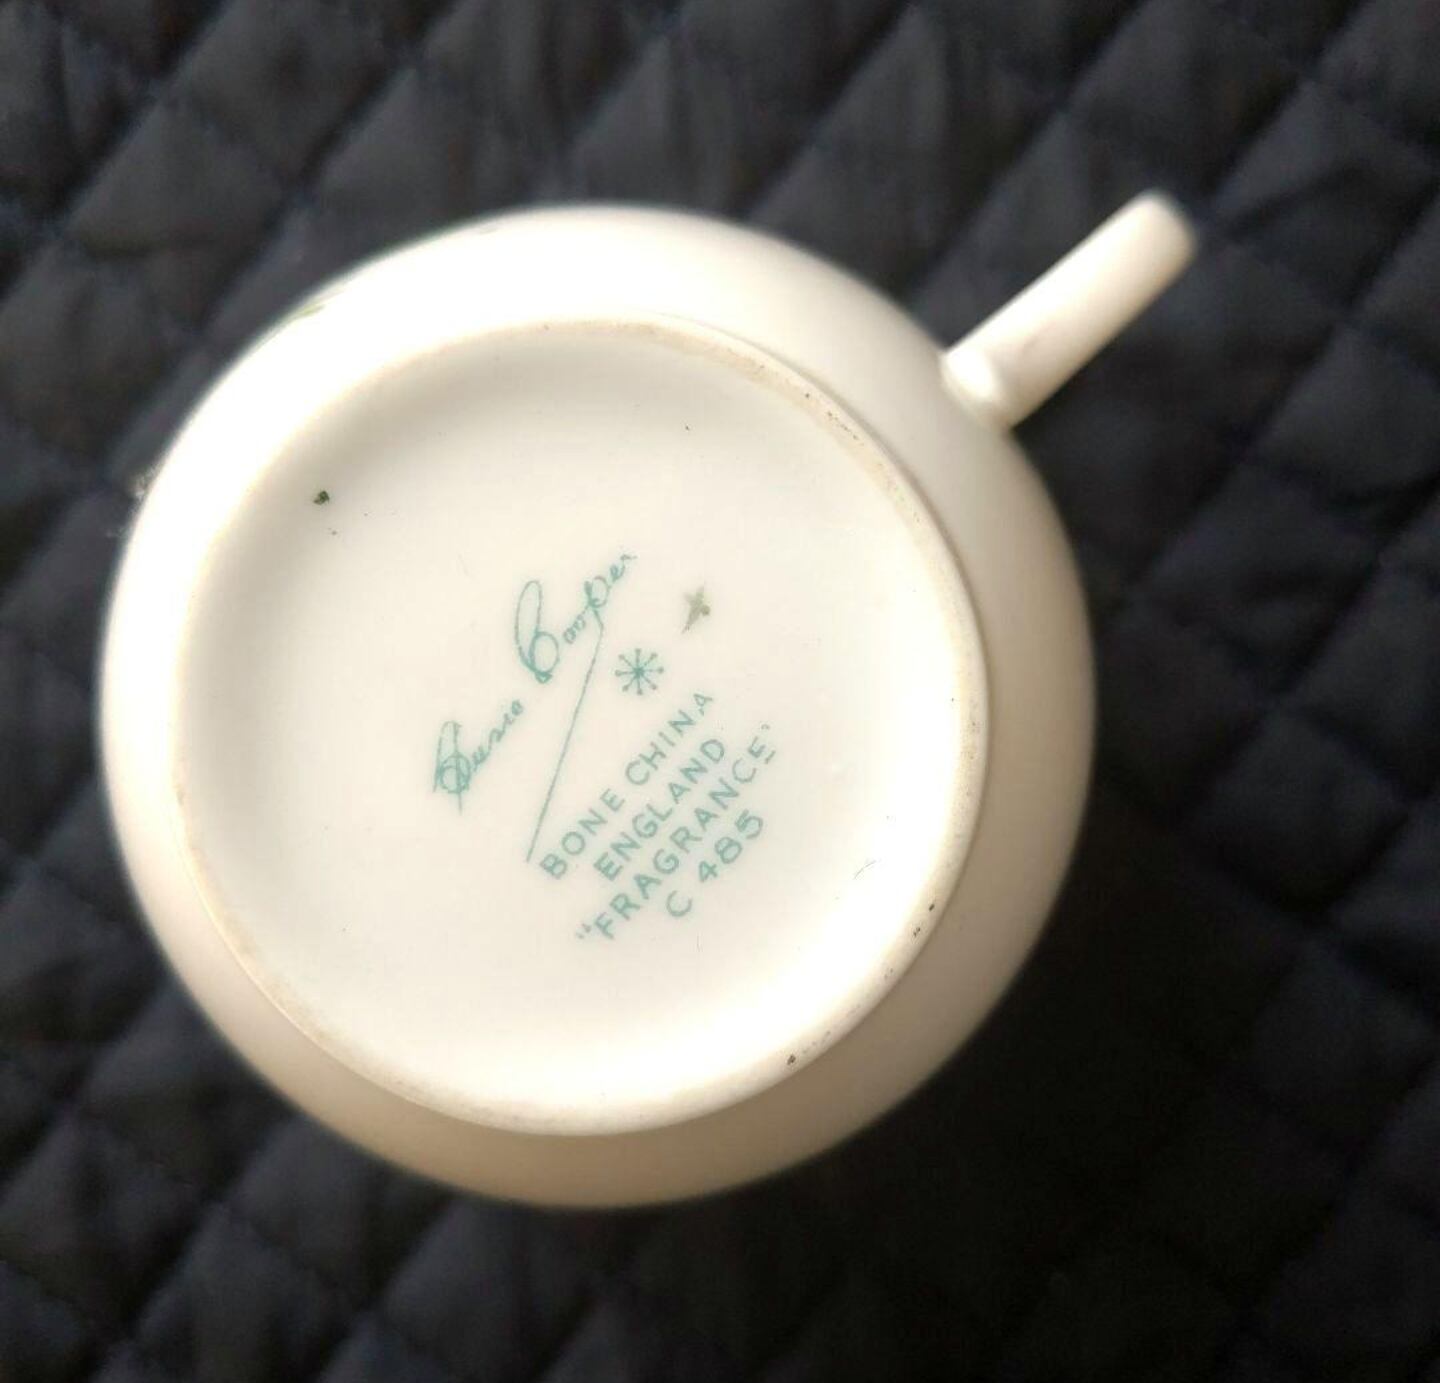 Susie Cooper
BONE CHINA
ENGLAND
"FRAGRANCE"
C 485